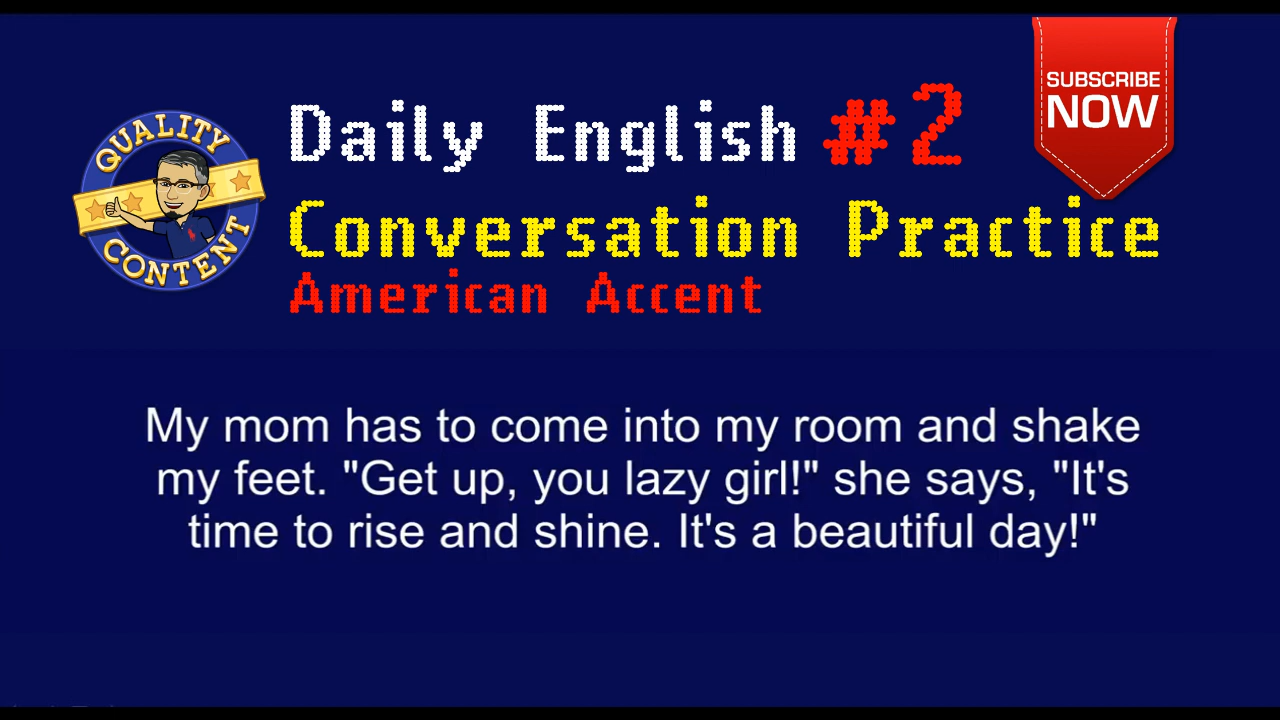 SUBSCRIBE
NOW
QUALITY
CONTENT
Daily English #2
Conversation Practice
American Accent
My mom has to come into my room and shake
my feet. "Get up, you lazy girl!" she says, "It's
time to rise and shine. It's a beautiful day!"